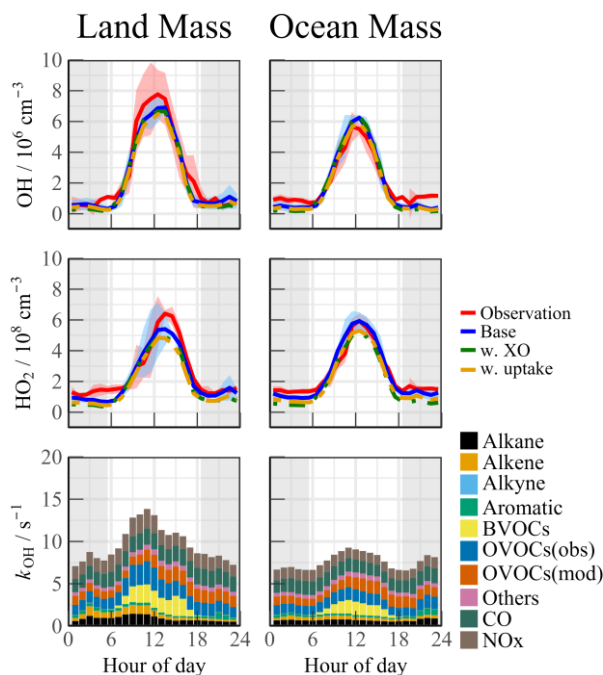 Land Mass Ocean Mass
OH / 10⁶ cm⁻³
10
8
6
4
2
0
HO₂ / 10⁸ cm⁻³
10
8
6
4
2
0
Observation
Base
w. XO
w. uptake
kOH / s⁻¹
20
15
10
5
0
Alkane
Alkene
Alkyne
Aromatic
BVOCs
OVOCs(obs)
OVOCs(mod)
Others
CO
NOx
0 6 12 18 24 0 6 12 18 24
Hour of day Hour of day